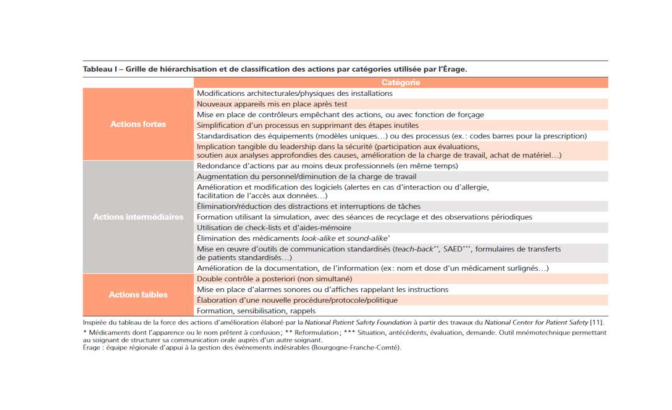 Tableau I – Grille de hiérarchisation et de classification des actions par catégories utilisée par l'Érage.
Catégorie
Actions fortes
Modifications architecturales/physiques des installations
Nouveaux appareils mis en place après test
Mise en place de contrôleurs empêchant des actions, ou avec fonction de forçage
Simplification d'un processus en supprimant des étapes inutiles
Standardisation des équipements (modèles uniques…) ou des processus (ex. : codes barres pour la prescription)
Implication tangible du leadership dans la sécurité (participation aux évaluations,
soutien aux analyses approfondies des causes, amélioration de la charge de travail, achat de matériel…)
Actions intermédiaires
Redondance d'actions par au moins deux professionnels (en même temps)
Augmentation du personnel/diminution de la charge de travail
Amélioration et modification des logiciels (alertes en cas d'interaction ou d'allergie,
facilitation de l'accès aux données…)
Élimination/réduction des distractions et interruptions de tâches
Formation utilisant la simulation, avec des séances de recyclage et des observations périodiques
Utilisation de check-lists et d'aides-mémoire
Élimination des médicaments look-alike et sound-alike*
Mise en œuvre d'outils de communication standardisés (teach-back**, SAED***, formulaires de transferts
de patients standardisés…)
Amélioration de la documentation, de l'information (ex : nom et dose d'un médicament surlignés…)
Actions faibles
Double contrôle a posteriori (non simultané)
Mise en place d'alarmes sonores ou d'affiches rappelant les instructions
Élaboration d'une nouvelle procédure/protocole/politique
Formation, sensibilisation, rappels
Inspirée du tableau de la force des actions d'amélioration élaboré par la National Patient Safety Foundation à partir des travaux du National Center for Patient Safety [11].
* Médicaments dont l'apparence ou le nom prêtent à confusion ; ** Reformulation ; *** Situation, antécédents, évaluation, demande. Outil mnémotechnique permettant
au soignant de structurer sa communication orale auprès d'un autre soignant.
Érage : équipe régionale d'appui à la gestion des évènements indésirables (Bourgogne-Franche-Comté).